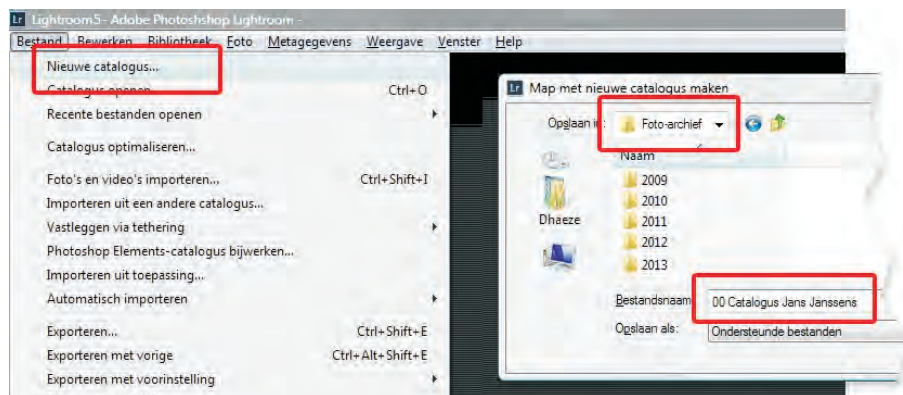 Lightroom5 - Adobe Photoshshop Lightroom -
Bestand Bewerken Bibliotheek Foto Metagegevens Weergave Venster Help
Nieuwe catalogus...
Catalogus openen... Ctrl+O
Recente bestanden openen
Catalogus optimaliseren...
Foto's en video's importeren... Ctrl+Shift+I
Importeren uit een andere catalogus...
Vastleggen via tethering
Photoshop Elements-catalogus bijwerken...
Importeren uit toepassing...
Automatisch importeren
Exporteren... Ctrl+Shift+E
Exporteren met vorige Ctrl+Alt+Shift+E
Exporteren met voorinstelling
Map met nieuwe catalogus maken
Opslaan in: Foto-archief
Naam
2009
2010
2011
2012
2013
Dhaeze
Bestandsnaam 00 Catalogus Jans Janssens
Opslaan als: Ondersteunde bestanden